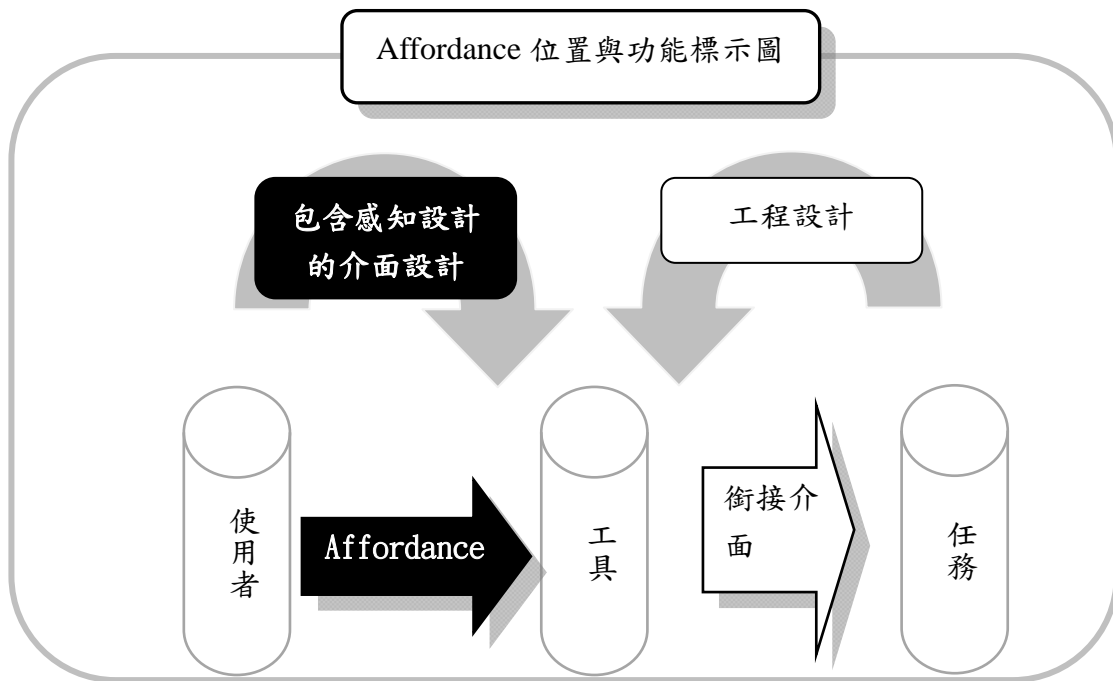 Affordance 位置與功能標示圖
包含感知設計
的介面設計
工程設計
使用者
Affordance
工具
銜接介
面
任務